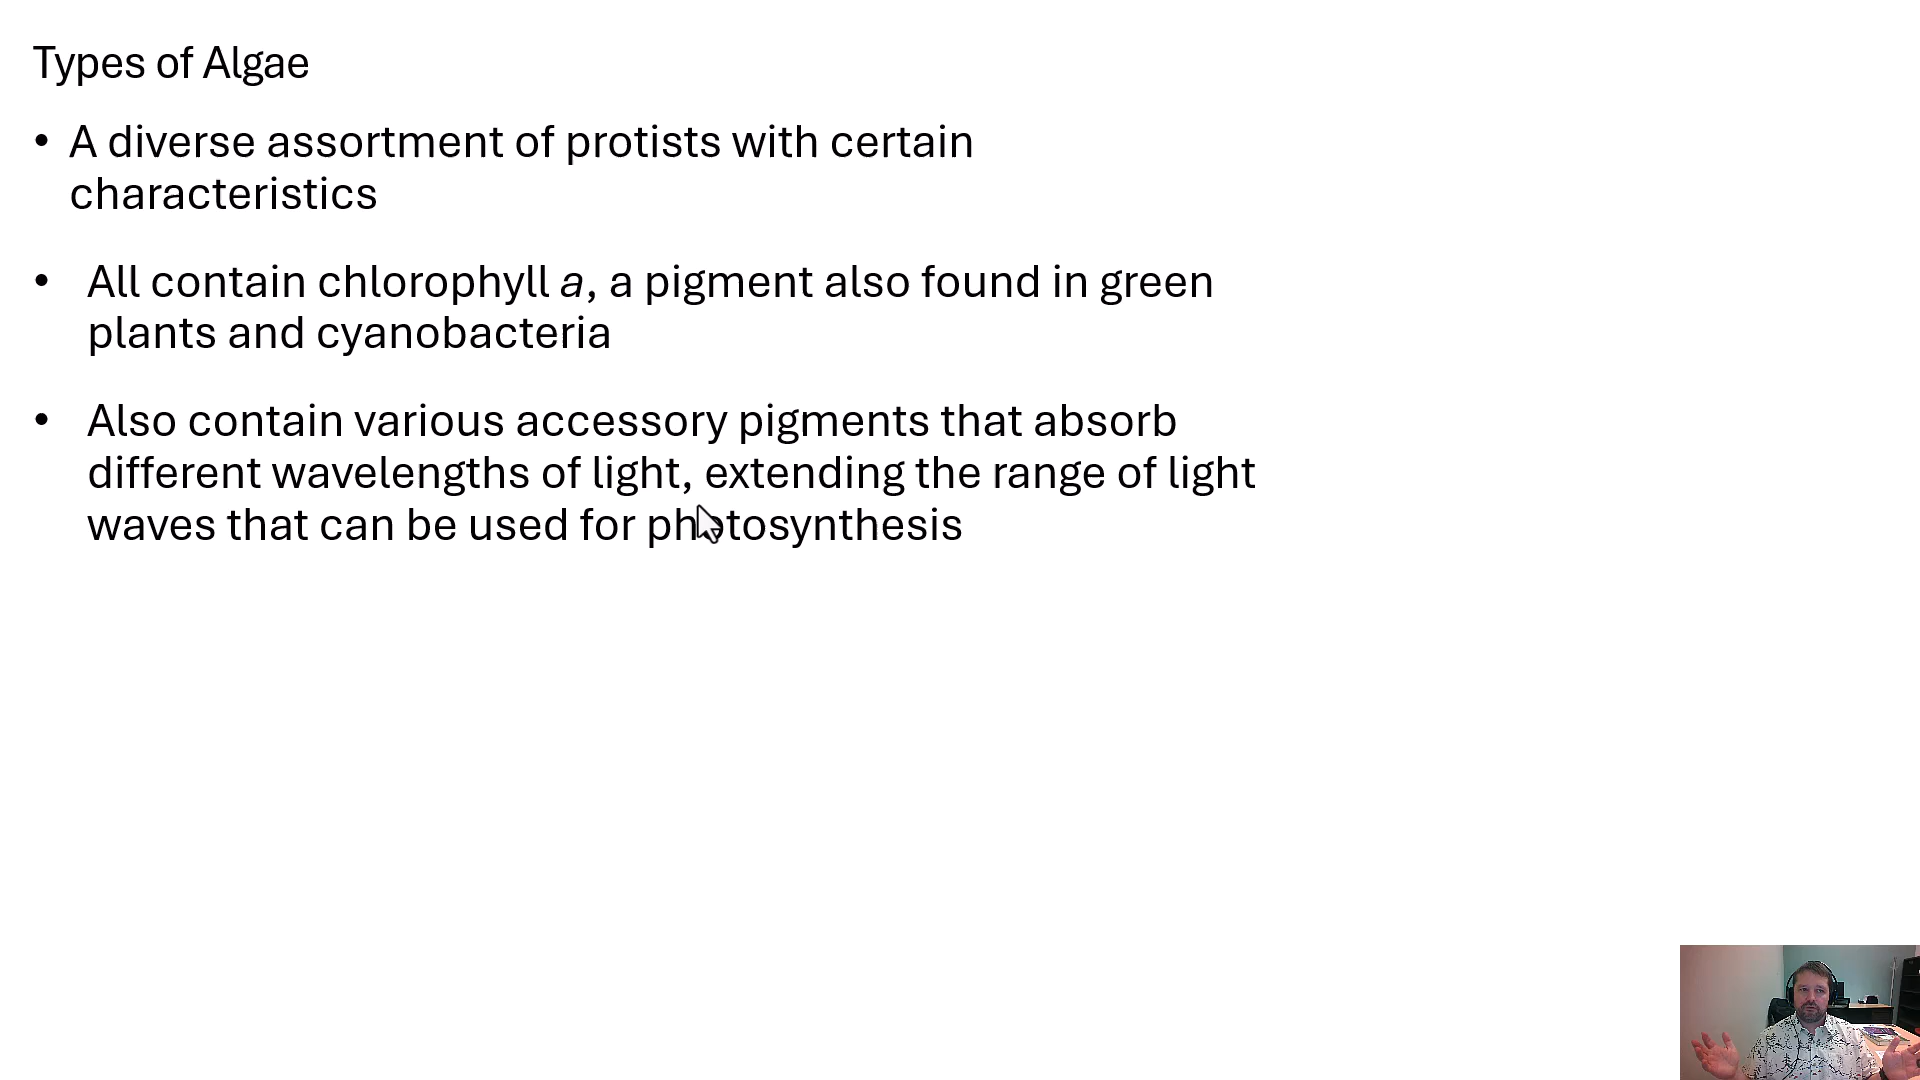 Types of Algae
• A diverse assortment of protists with certain
characteristics
• All contain chlorophyll a, a pigment also found in green
plants and cyanobacteria
• Also contain various accessory pigments that absorb
different wavelengths of light, extending the range of light
waves that can be used for photosynthesis